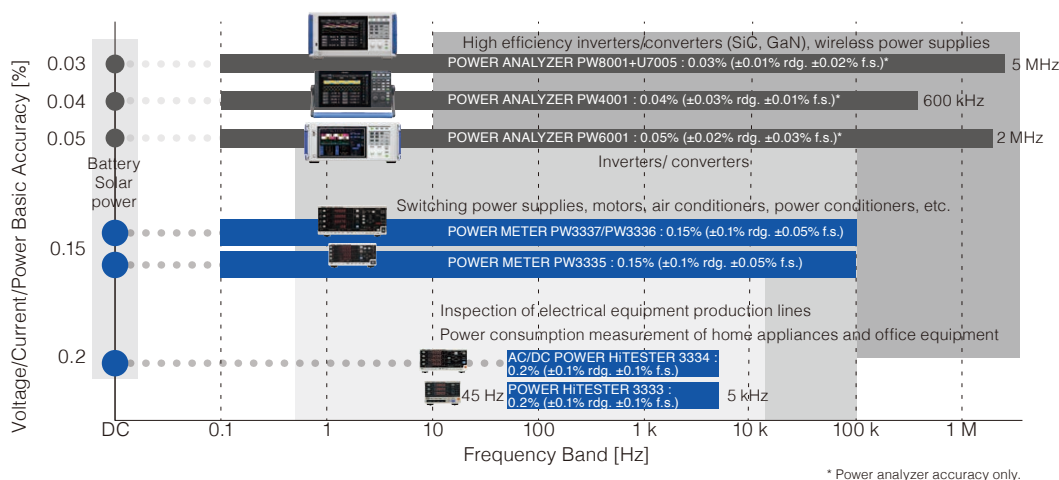 Voltage/Current/Power Basic Accuracy [%]
High efficiency inverters/converters (SiC, GaN), wireless power supplies
0.03
POWER ANALYZER PW8001+U7005 : 0.03% (±0.01% rdg. ±0.02% f.s.)*
5 MHz
0.04
POWER ANALYZER PW4001 : 0.04% (±0.03% rdg. ±0.01% f.s.)*
600 kHz
0.05
POWER ANALYZER PW6001 : 0.05% (±0.02% rdg. ±0.03% f.s.)*
2 MHz
Battery
Solar
power
Inverters/ converters
Switching power supplies, motors, air conditioners, power conditioners, etc.
POWER METER PW3337/PW3336 : 0.15% (±0.1% rdg. ±0.05% f.s.)
0.15
POWER METER PW3335 : 0.15% (±0.1% rdg. ±0.05% f.s.)
Inspection of electrical equipment production lines
Power consumption measurement of home appliances and office equipment
0.2
AC/DC POWER HiTESTER 3334 :
0.2% (±0.1% rdg. ±0.1% f.s.)
45 Hz
POWER HiTESTER 3333 :
0.2% (±0.1% rdg. ±0.1% f.s.)
5 kHz
DC
0.1
1
10
100
1 k
10 k
100 k
1 M
Frequency Band [Hz]
* Power analyzer accuracy only.